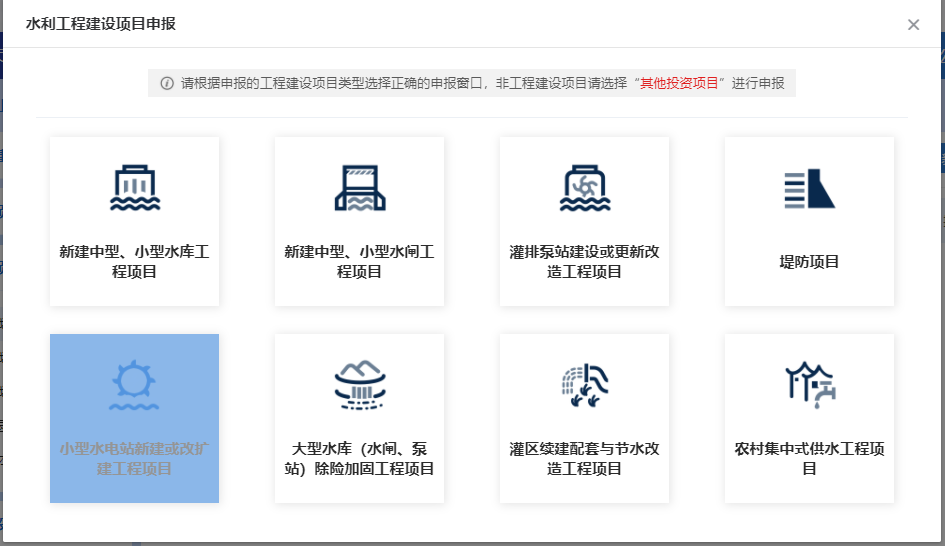 水利工程建设项目申报
请根据申报的工程建设项目类型选择正确的申报窗口，非工程建设项目请选择“其他投资项目”进行申报
新建中型、小型水库工
程项目
新建中型、小型水闸工
程项目
灌排泵站建设或更新改
造工程项目
堤防项目
小型水电站新建或改扩
建工程项目
大型水库（水闸、泵
站）除险加固工程项目
灌区续建配套与节水改
造工程项目
农村集中式供水工程项
目